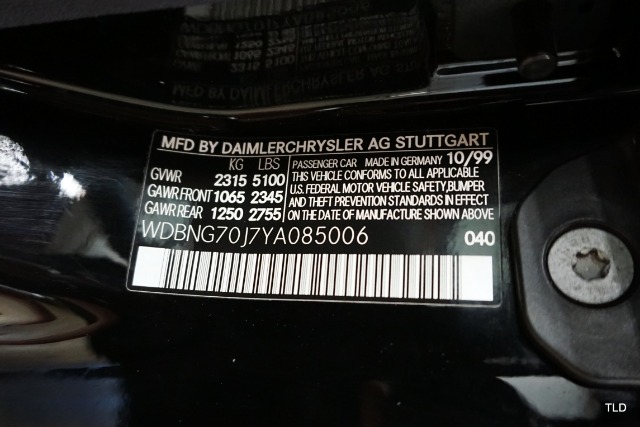 MFD BY DAIMLERCHRYSLER AG STUTTGART
KG LBS
GVWR 2315 5100
GAWR FRONT 1065 2345
GAWR REAR 1250 2755
PASSENGER CAR MADE IN GERMANY 10/99
THIS VEHICLE CONFORMS TO ALL APPLICABLE
U.S. FEDERAL MOTOR VEHICLE SAFETY, BUMPER
AND THEFT PREVENTION STANDARDS IN EFFECT
ON THE DATE OF MANUFACTURE SHOWN ABOVE
WDBNG70J7YA085006 040
TLD